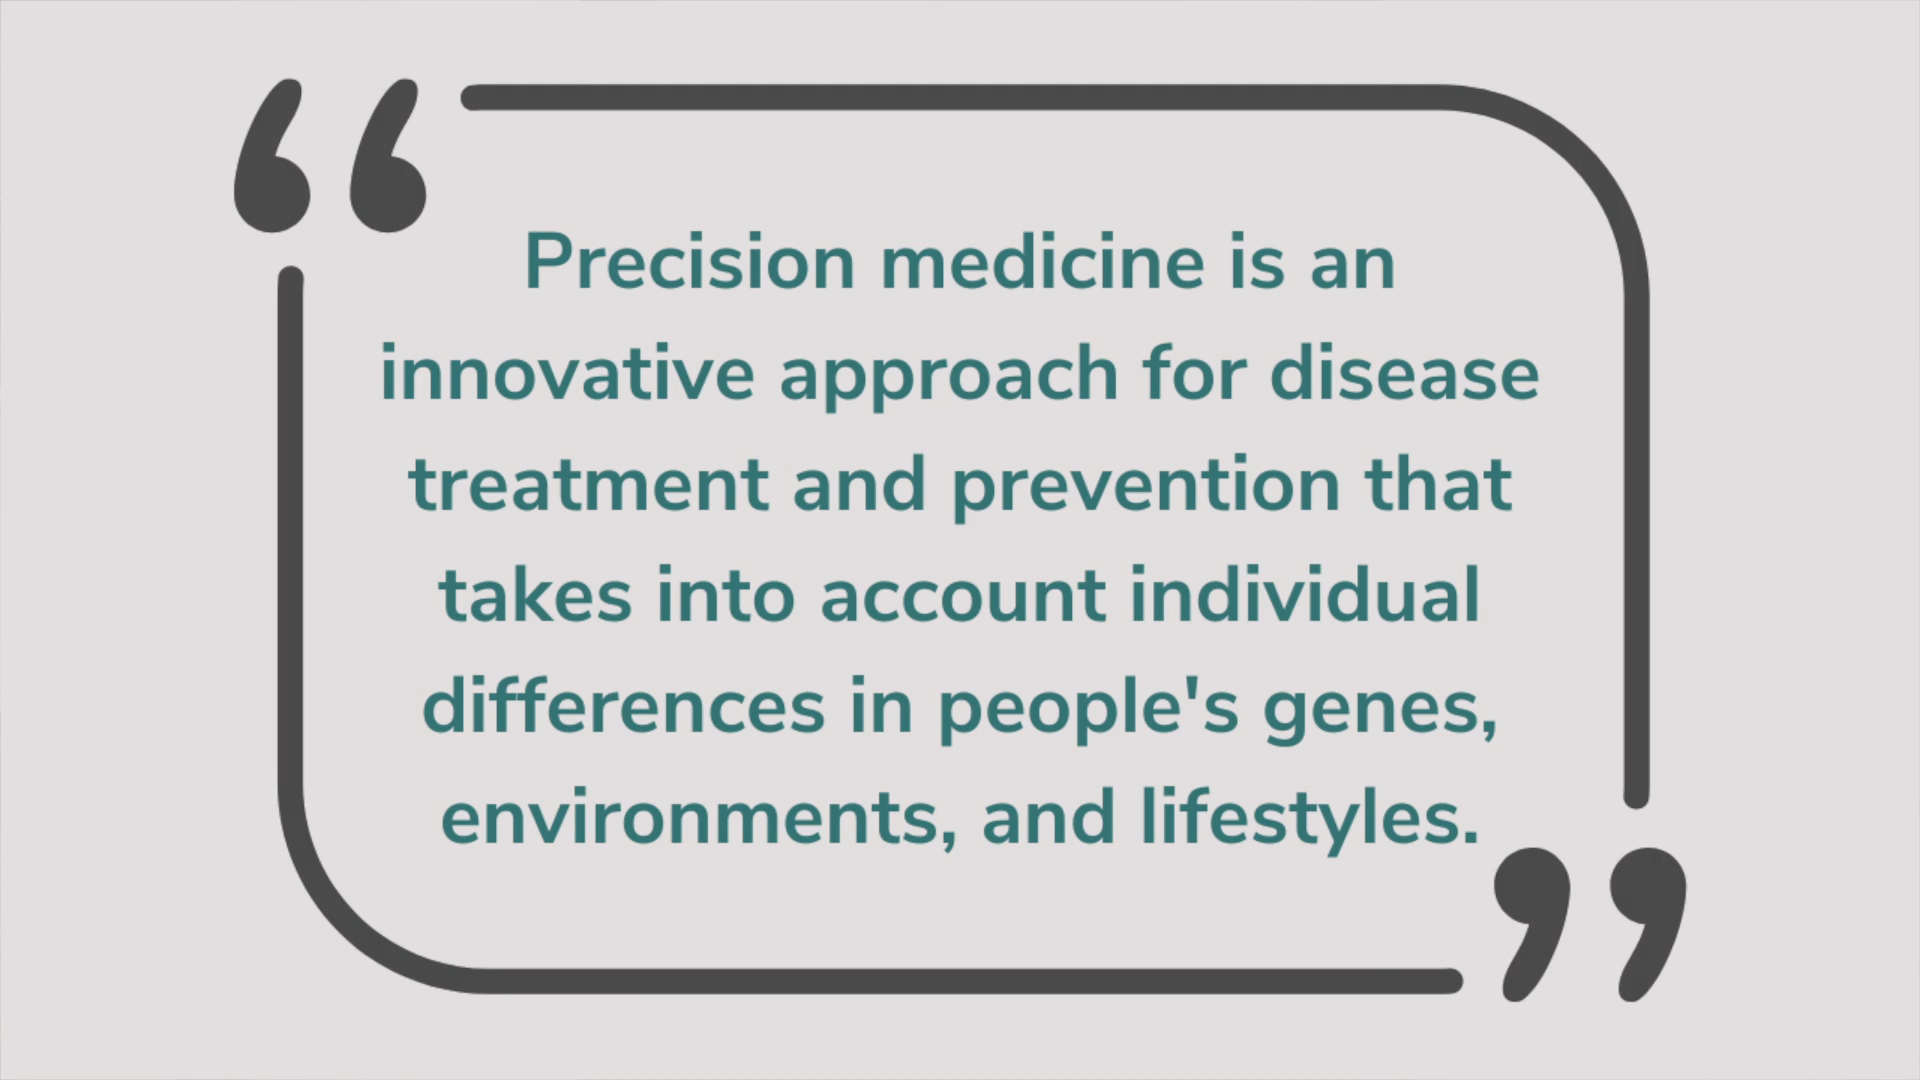 “
Precision medicine is an
innovative approach for disease
treatment and prevention that
takes into account individual
differences in people's genes,
environments, and lifestyles.
”